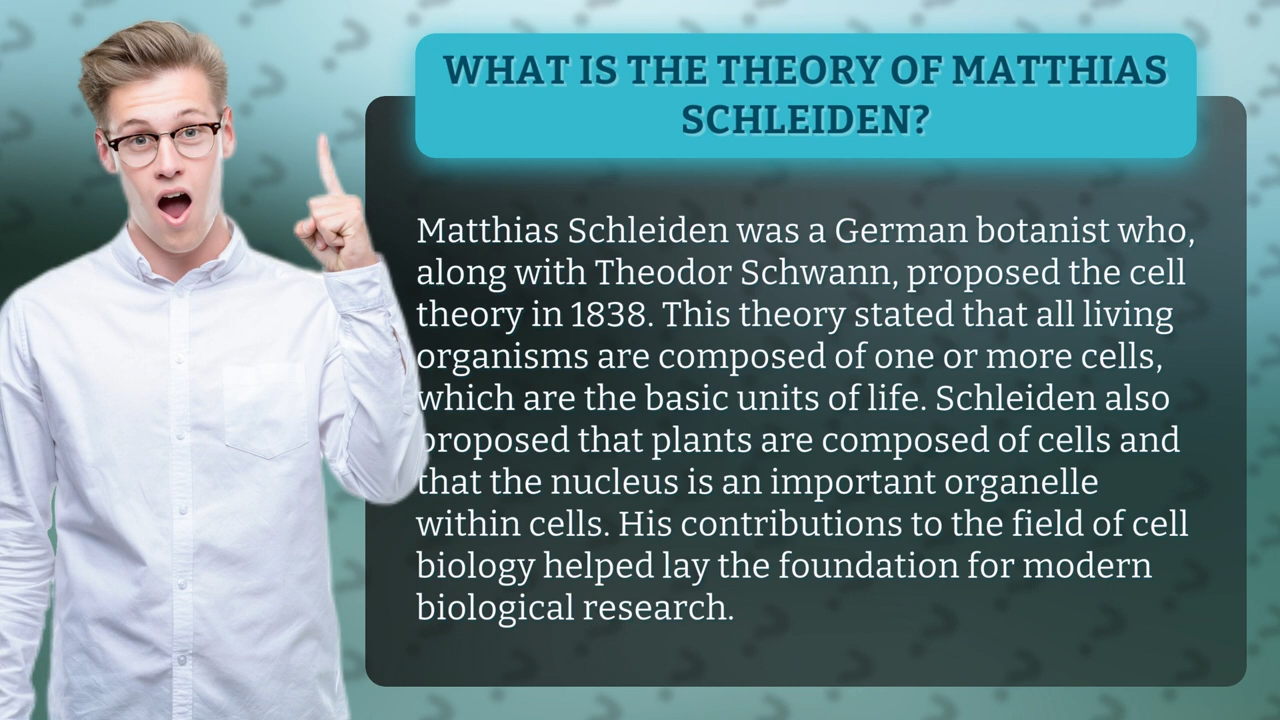 WHAT IS THE THEORY OF MATTHIAS
SCHLEIDEN?
Matthias Schleiden was a German botanist who,
along with Theodor Schwann, proposed the cell
theory in 1838. This theory stated that all living
organisms are composed of one or more cells,
which are the basic units of life. Schleiden also
proposed that plants are composed of cells and
that the nucleus is an important organelle
within cells. His contributions to the field of cell
biology helped lay the foundation for modern
biological research.